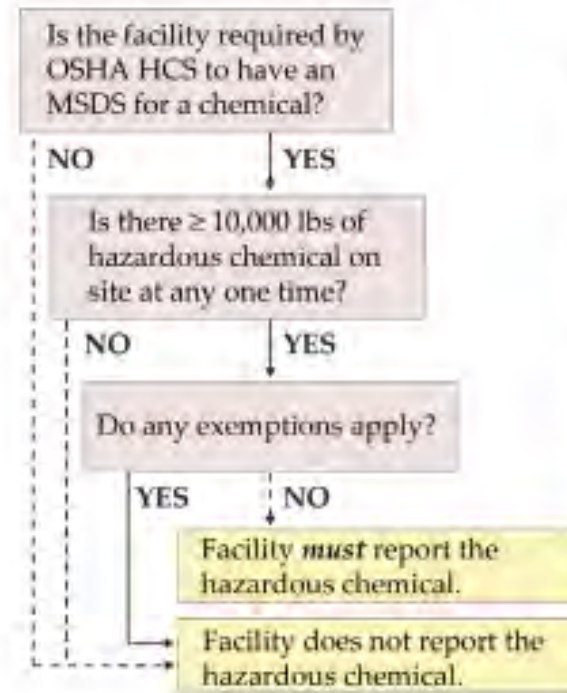 Is the facility required by
OSHA HCS to have an
MSDS for a chemical?
NO YES
Is there ≥ 10,000 lbs of
hazardous chemical on
site at any one time?
NO YES
Do any exemptions apply?
YES NO
Facility must report the
hazardous chemical.
Facility does not report the
hazardous chemical.